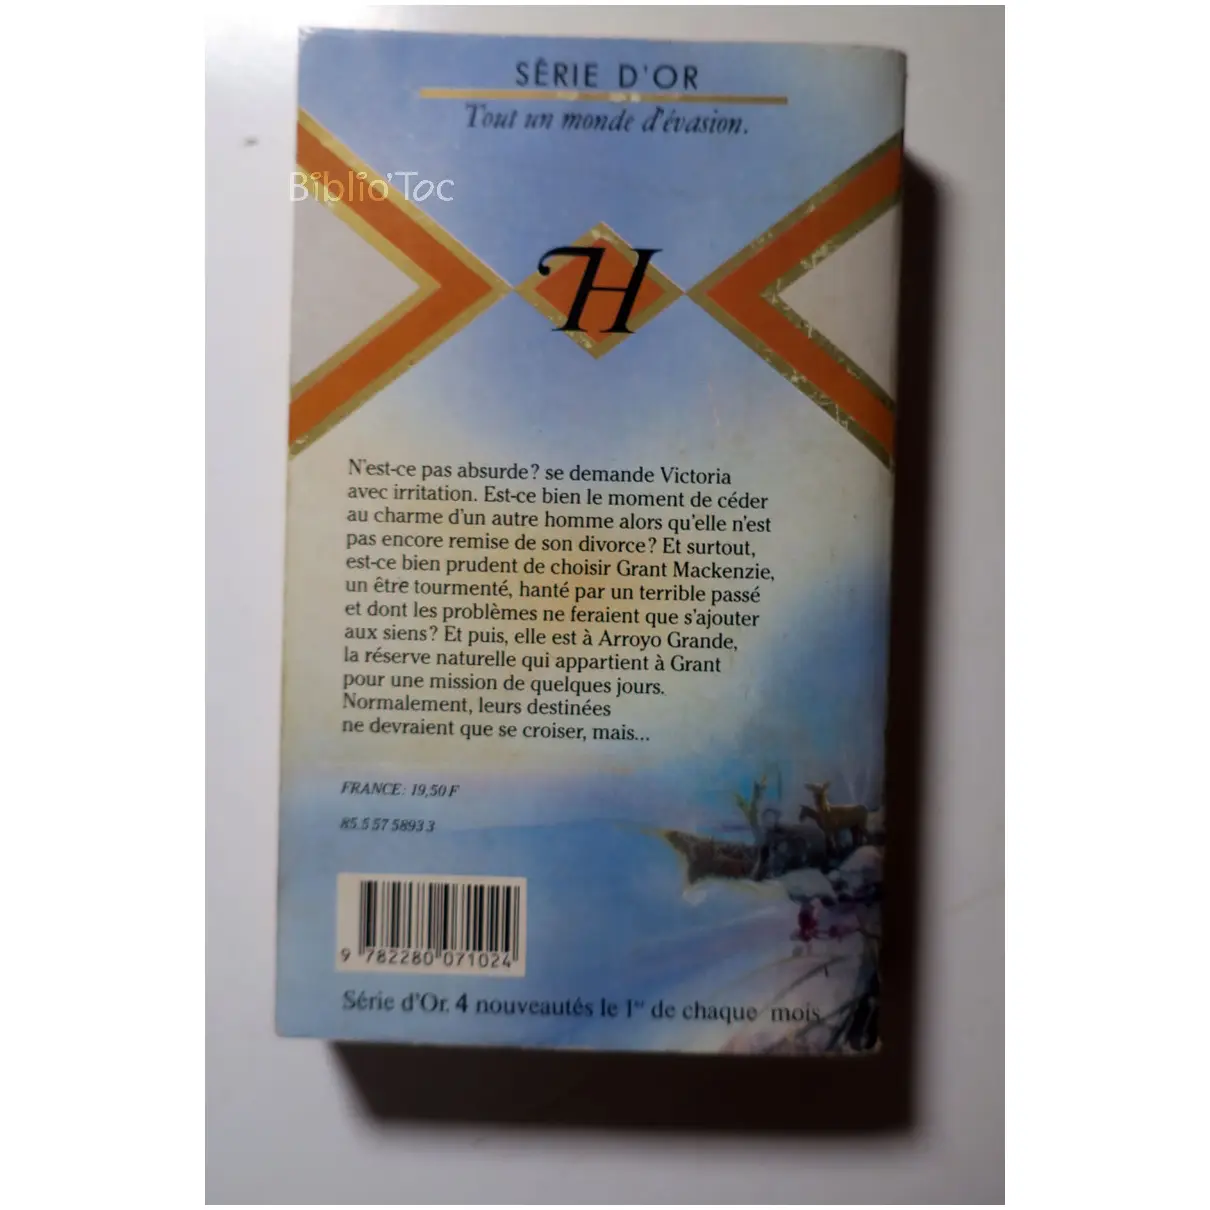 SÉRIE D'OR
Tout un monde d'évasion.
Biblio'Toc
H
N'est-ce pas absurde? se demande Victoria
avec irritation. Est-ce bien le moment de céder
au charme d'un autre homme alors qu'elle n'est
pas encore remise de son divorce? Et surtout,
est-ce bien prudent de choisir Grant Mackenzie,
un être tourmenté, hanté par un terrible passé
et dont les problèmes ne feraient que s'ajouter
aux siens? Et puis, elle est à Arroyo Grande,
la réserve naturelle qui appartient à Grant
pour une mission de quelques jours.
Normalement, leurs destinées
ne devraient que se croiser, mais...
FRANCE: 19,50 F
85.5 57 5893 3
9 782280 071024
Série d'Or. 4 nouveautés le 1er de chaque mois.